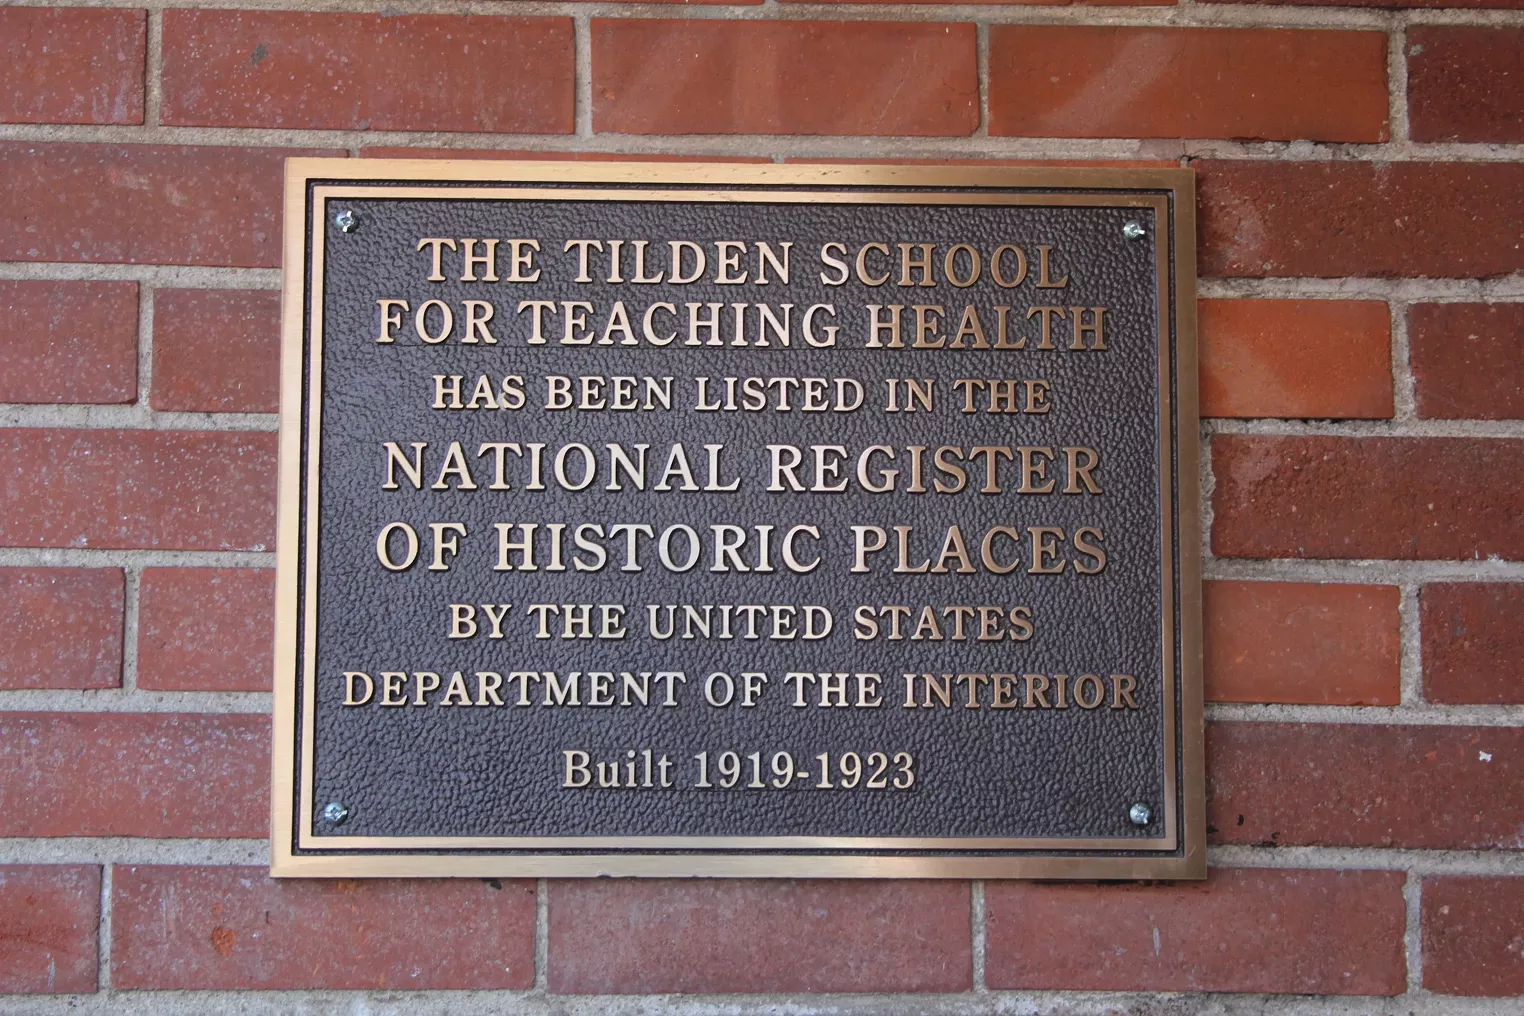 THE TILDEN SCHOOL
FOR TEACHING HEALTH
HAS BEEN LISTED IN THE
NATIONAL REGISTER
OF HISTORIC PLACES
BY THE UNITED STATES
DEPARTMENT OF THE INTERIOR
Built 1919-1923